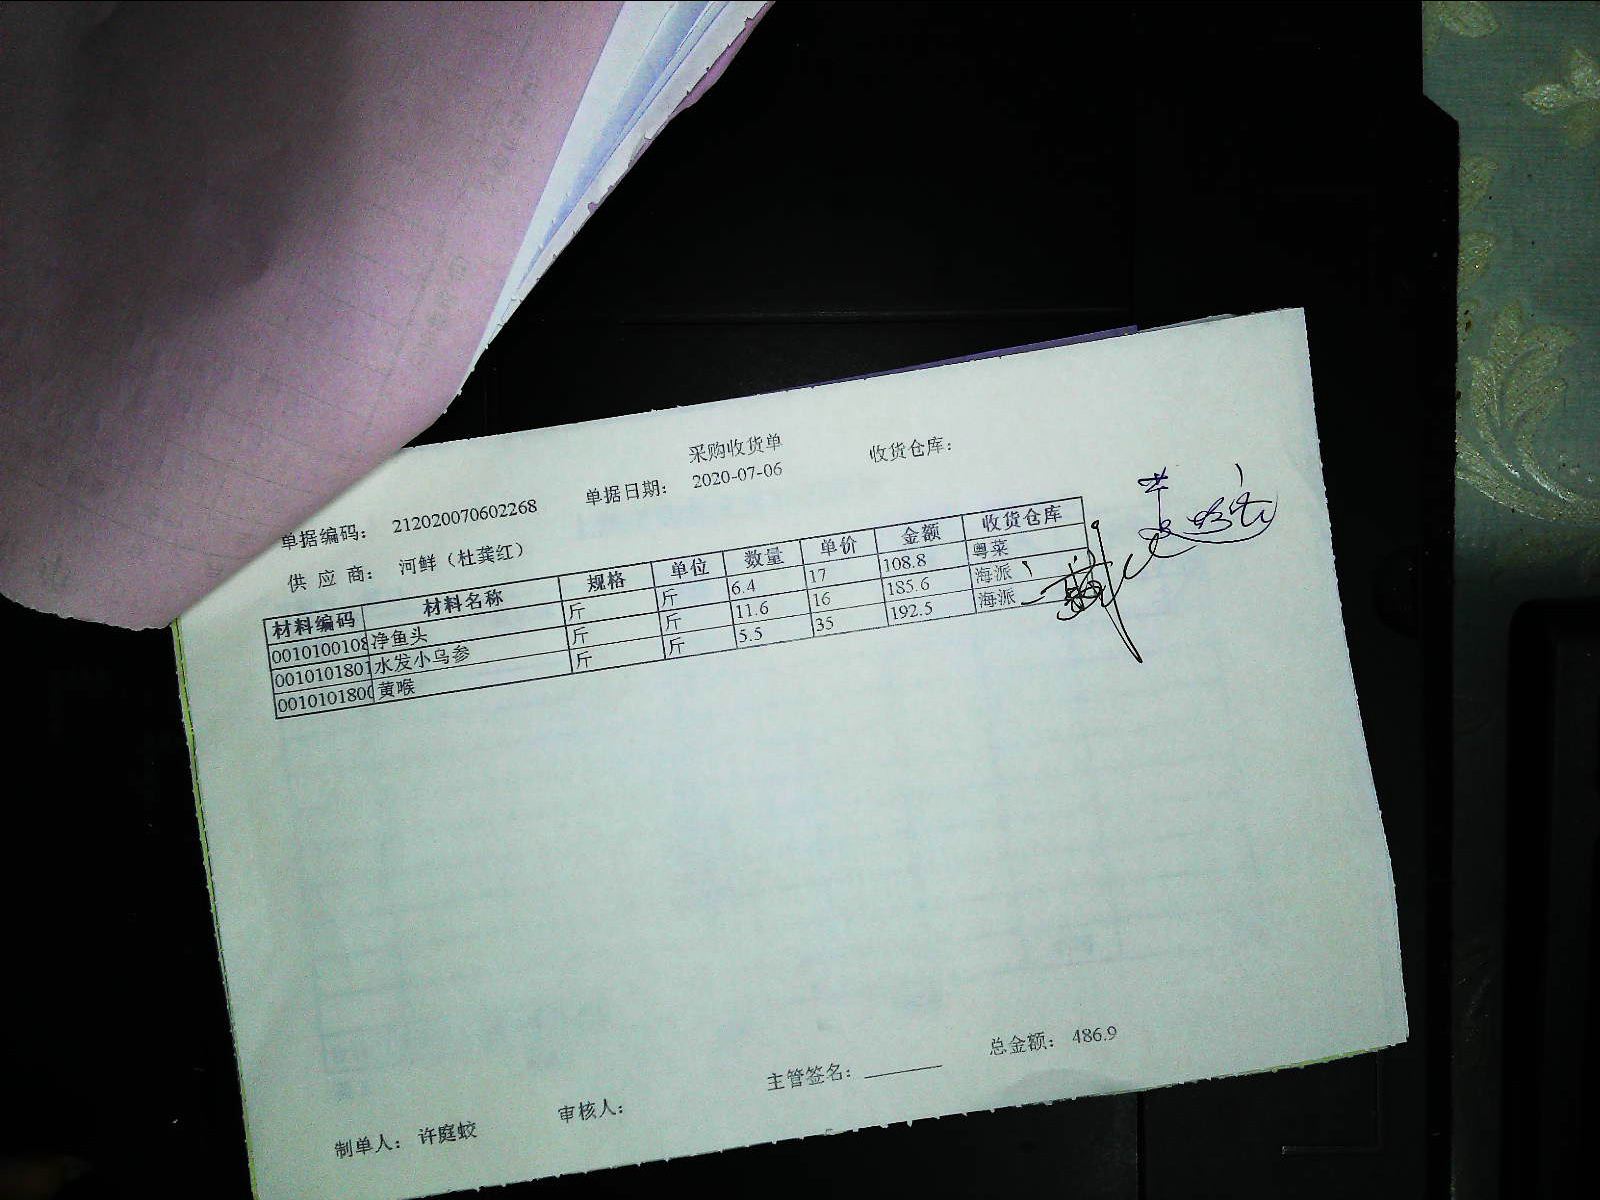 采购收货单
单据编码： 212020070602268 单据日期： 2020-07-06 收货仓库：
供 应 商： 河鲜（杜龚红）
材料编码 材料名称 规格 单位 数量 单价 金额 收货仓库
0010100108 净鱼头 斤 斤 6.4 17 108.8 粤菜
0010101801 水发小乌参 斤 斤 11.6 16 185.6 海派
0010101800 黄喉 斤 斤 5.5 35 192.5 海派
总金额： 486.9
制单人： 许庭蛟 审核人： 主管签名：